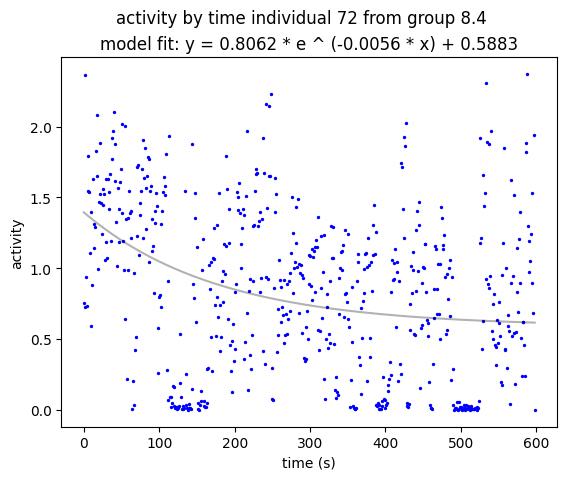 activity by time individual 72 from group 8.4
model fit: y = 0.8062 * e ^ (-0.0056 * x) + 0.5883
2.0
1.5
activity
1.0
0.5
0.0
0 100 200 300 400 500 600
time (s)